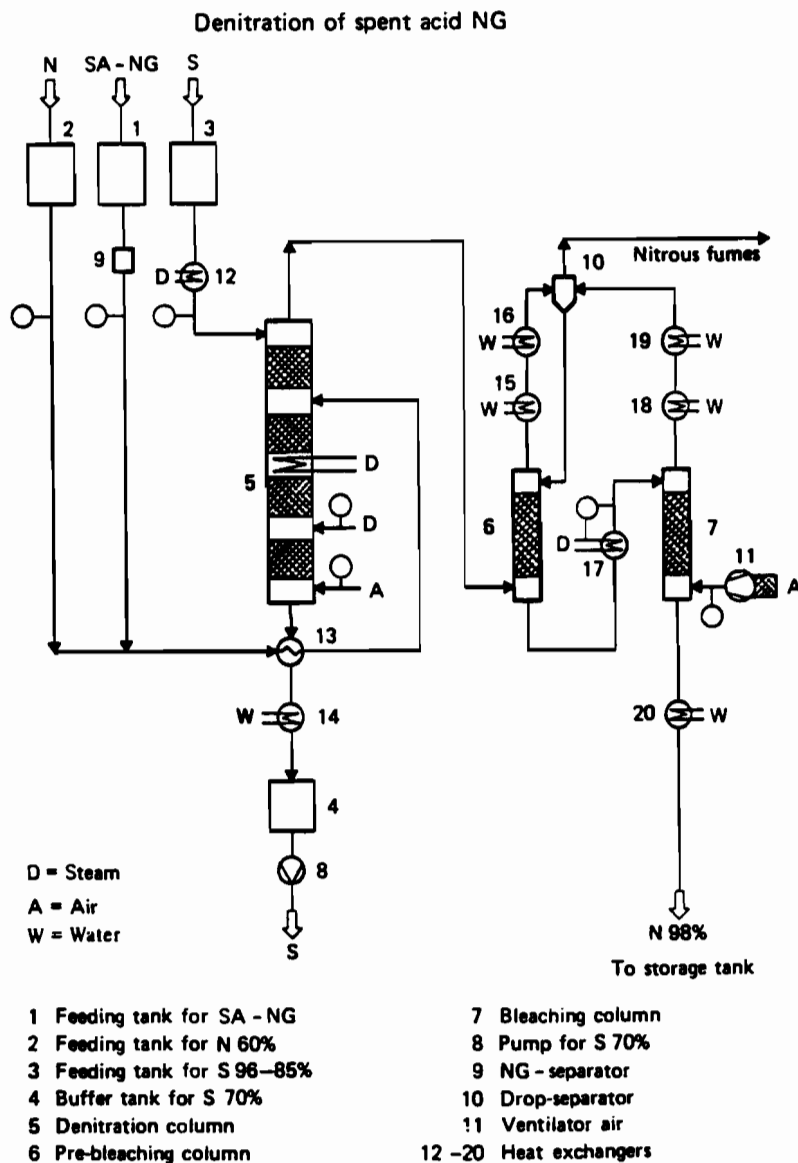 Denitration of spent acid NG
N SA-NG S
2 1 3
9
D 12
10 Nitrous fumes
16 W
19 W
15 W
18 W
5 D
D
A
6
D 17
7
11 A
13
W 14
20 W
4
8
S
D = Steam
A = Air
W = Water
N 98%
To storage tank
1 Feeding tank for SA-NG
2 Feeding tank for N 60%
3 Feeding tank for S 96–85%
4 Buffer tank for S 70%
5 Denitration column
6 Pre-bleaching column
7 Bleaching column
8 Pump for S 70%
9 NG-separator
10 Drop-separator
11 Ventilator air
12-20 Heat exchangers